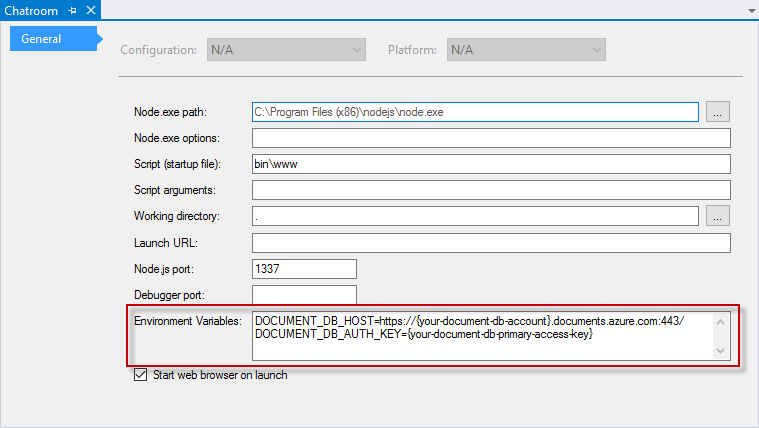 Chatroom
General
Configuration: N/A Platform: N/A
Node.exe path: C:\Program Files (x86)\nodejs\node.exe ...
Node.exe options:
Script (startup file): bin\www
Script arguments:
Working directory: . ...
Launch URL:
Node.js port: 1337
Debugger port:
Environment Variables: DOCUMENT_DB_HOST=https://{your-document-db-account}.documents.azure.com:443/
DOCUMENT_DB_AUTH_KEY={your-document-db-primary-access-key}
Start web browser on launch